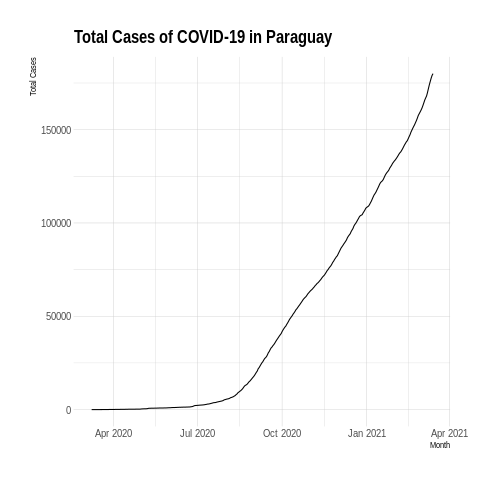 Total Cases of COVID-19 in Paraguay
Total Cases
150000
100000
50000
0
Apr 2020 Jul 2020 Oct 2020 Jan 2021 Apr 2021
Month